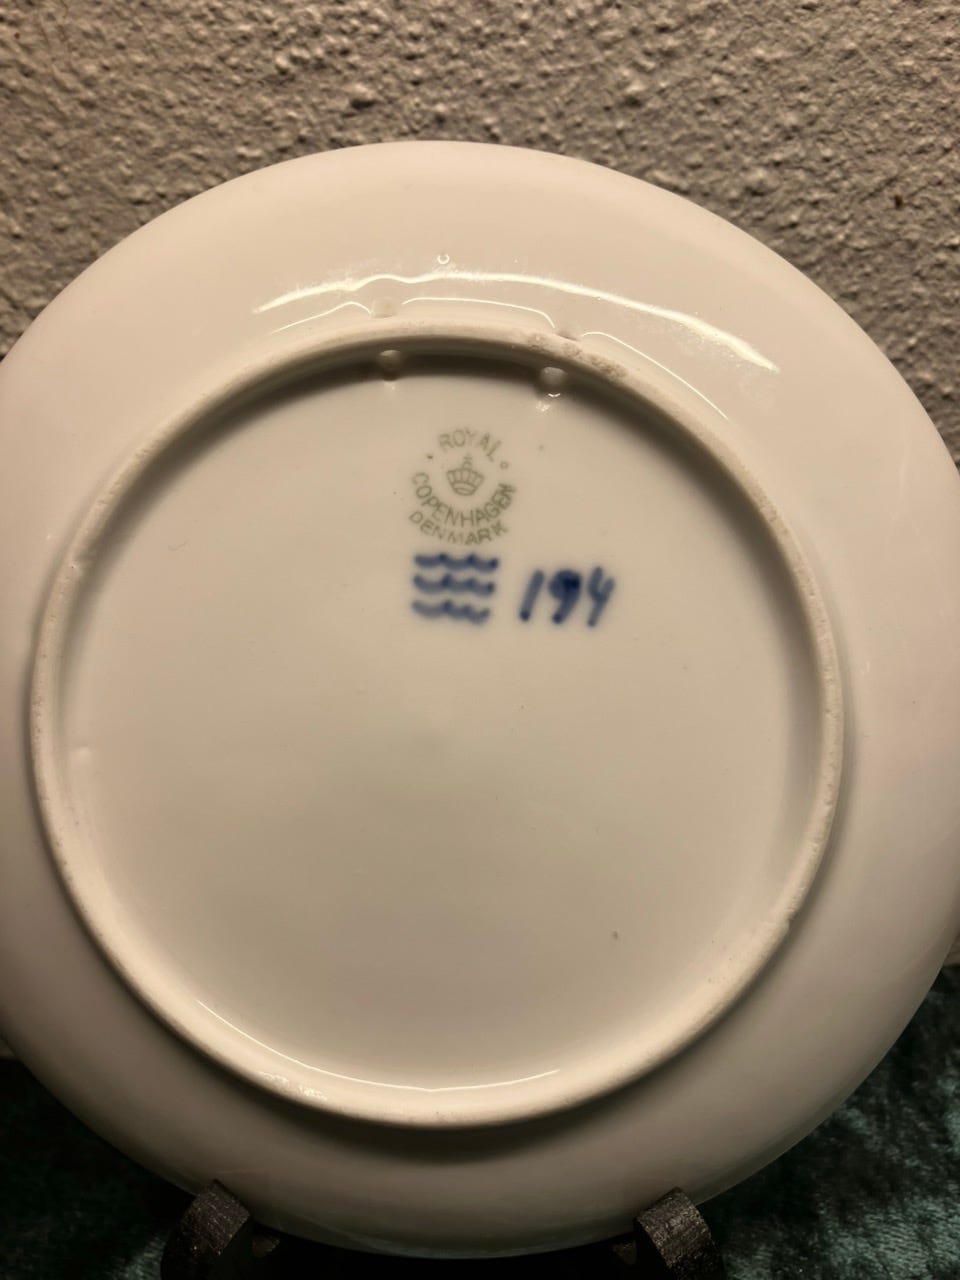 ROYAL
COPENHAGEN
DENMARK
194